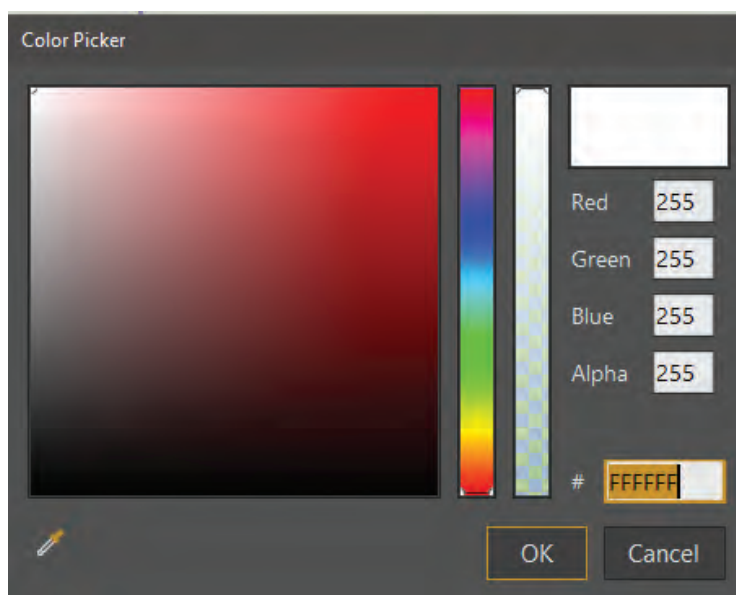 Color Picker
Red 255
Green 255
Blue 255
Alpha 255
# FFFFFF
OK Cancel